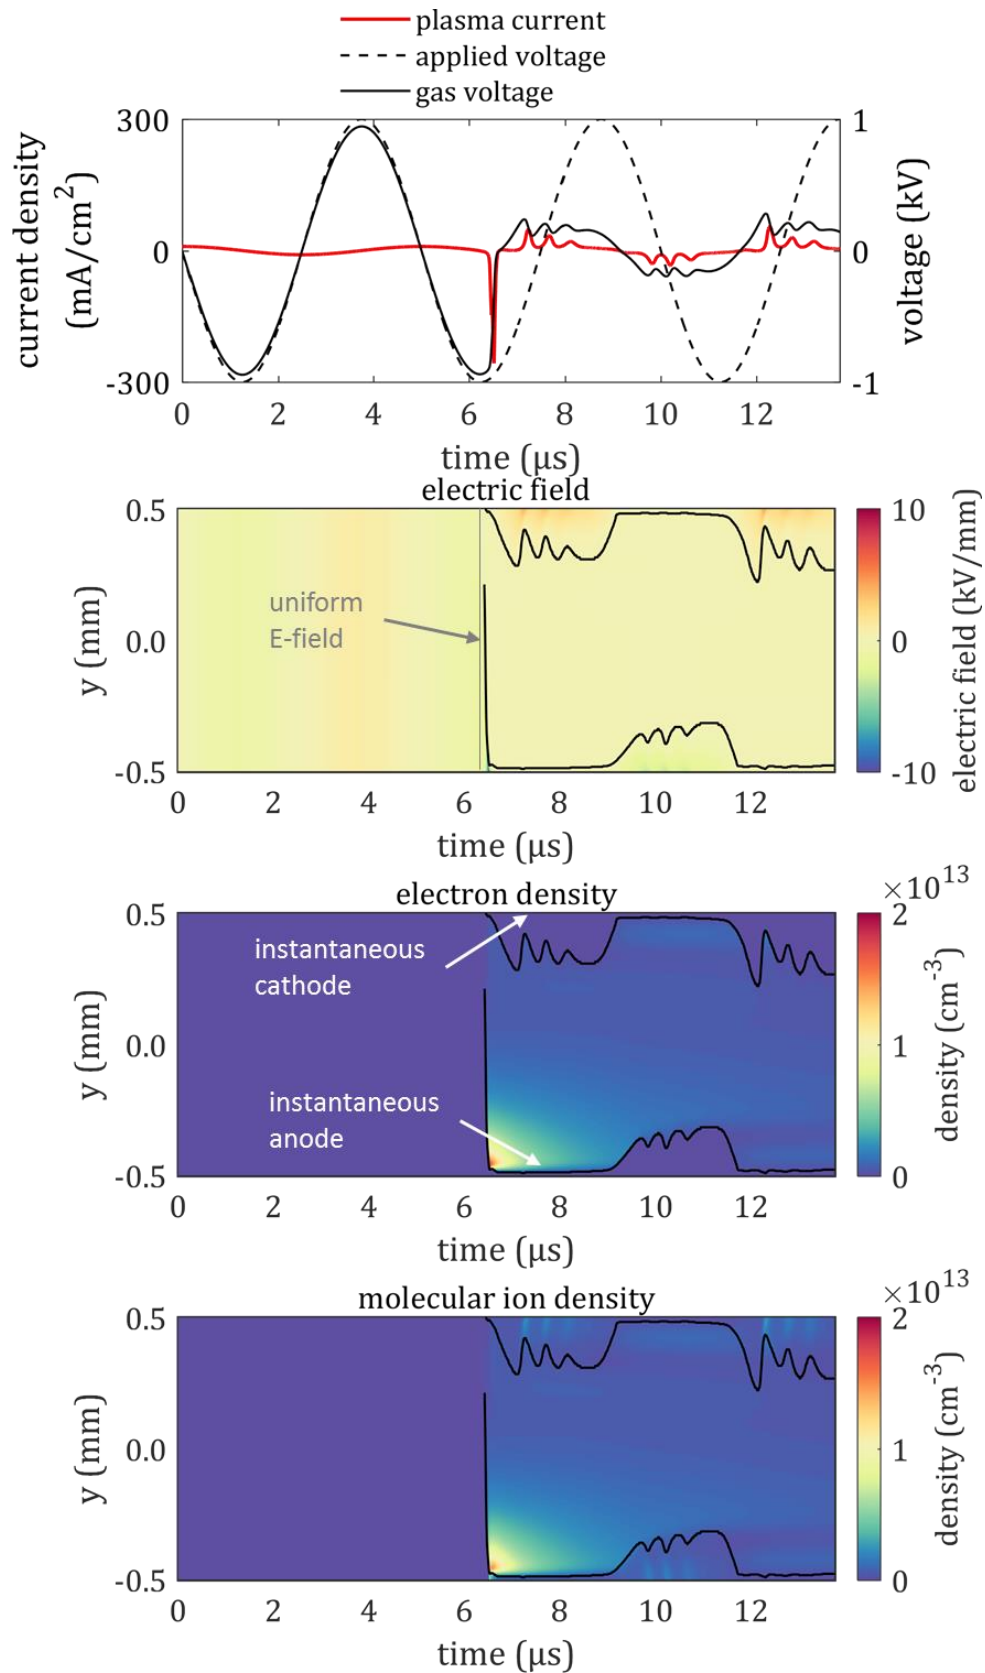 plasma current
applied voltage
gas voltage
current density
(mA/cm²)
300
0
-300
1
0
-1
voltage (kV)
0 2 4 6 8 10 12
time (μs)
electric field
y (mm)
0.5
0.0
-0.5
uniform
E-field
10
0
-10
electric field (kV/mm)
0 2 4 6 8 10 12
time (μs)
electron density
×10¹³
y (mm)
0.5
0.0
-0.5
instantaneous
cathode
instantaneous
anode
2
1
0
density (cm⁻³)
0 2 4 6 8 10 12
time (μs)
molecular ion density
×10¹³
y (mm)
0.5
0.0
-0.5
2
1
0
density (cm⁻³)
0 2 4 6 8 10 12
time (μs)